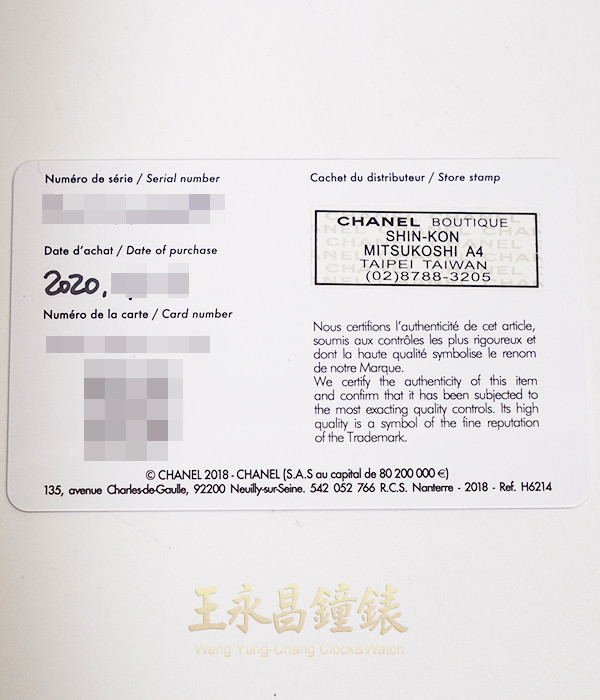 Numéro de série / Serial number
Cachet du distributeur / Store stamp
CHANEL BOUTIQUE
SHIN-KON
MITSUKOSHI A4
TAIPEI TAIWAN
(02)8788-3205
Date d'achat / Date of purchase
2020.
Numéro de la carte / Card number
Nous certifions l'authenticité de cet article,
soumis aux contrôles les plus rigoureux et
dont la haute qualité symbolise le renom
de notre Marque.
We certify the authenticity of this item
and confirm that it has been subjected to
the most exacting quality controls. Its high
quality is a symbol of the fine reputation
of the Trademark.
© CHANEL 2018 - CHANEL (S.A.S au capital de 80 200 000 €)
135, avenue Charles-de-Gaulle, 92200 Neuilly-sur-Seine. 542 052 766 R.C.S. Nanterre - 2018 - Ref. H6214
王永昌鐘錶
Wang Yung-Chang Clock&Watch